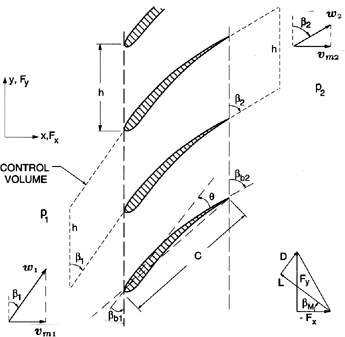 y, Fy
x,Fx
h
CONTROL
VOLUME
p1
h
β1
w1
β1
vm1
β2
w2
vm2
h
p2
β2
βb2
θ
C
βb1
D
L
Fy
βM
- Fx